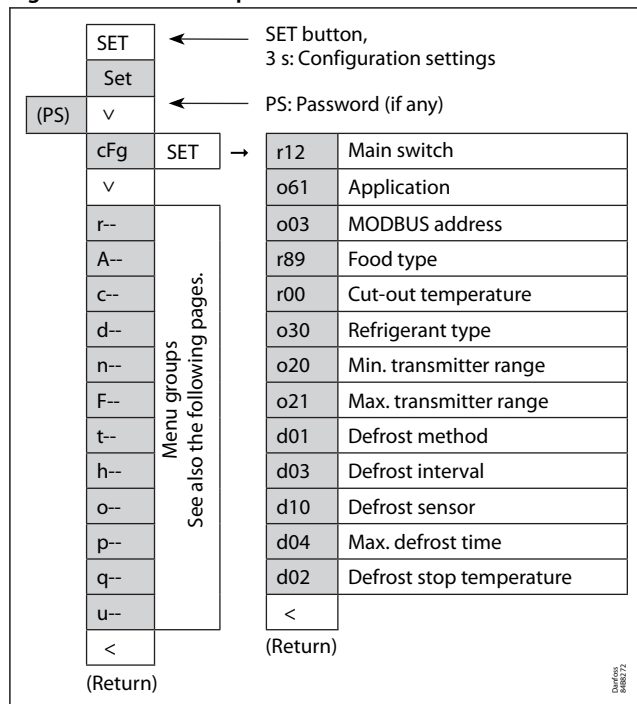 SET
SET button,
3 s: Configuration settings
Set
(PS)
˅
PS: Password (if any)
cFg
SET
→
r12
Main switch
˅
o61
Application
r--
o03
MODBUS address
A--
r89
Food type
c--
r00
Cut-out temperature
d--
o30
Refrigerant type
n--
o20
Min. transmitter range
F--
o21
Max. transmitter range
t--
d01
Defrost method
h--
d03
Defrost interval
o--
d10
Defrost sensor
p--
d04
Max. defrost time
q--
d02
Defrost stop temperature
u--
<
<
(Return)
(Return)
Menu groups
See also the following pages.
Danfoss
84B8272